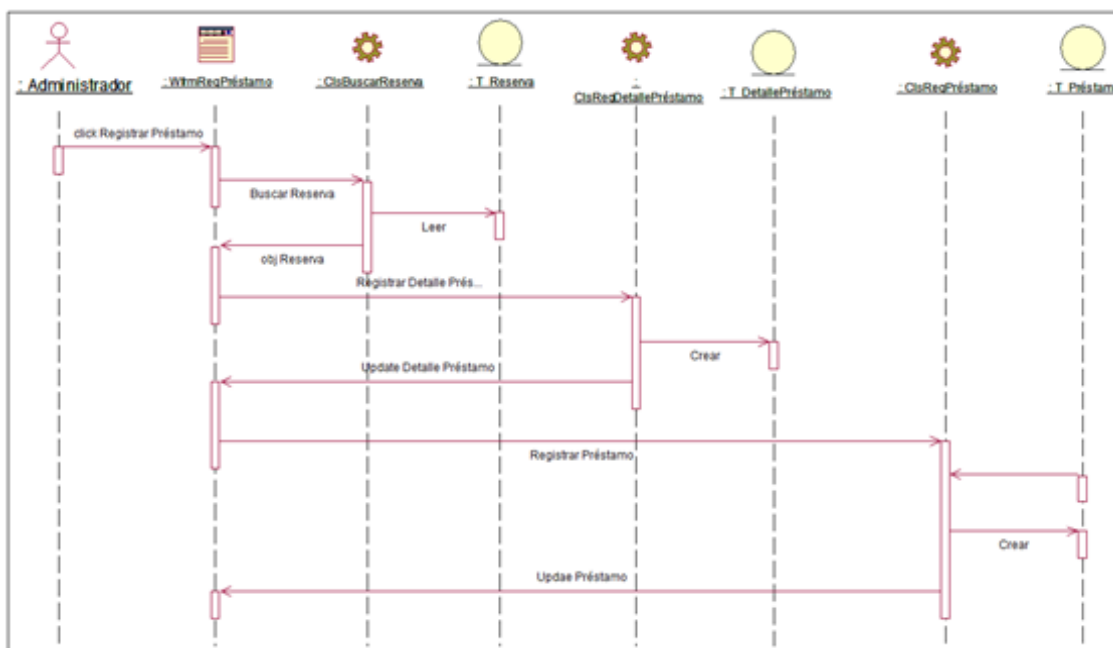 : Administrador
: WfrmRegPréstamo
: ClsBuscarReserva
: T_Reserva
:
ClsRegDetallePréstamo
: T_DetallePréstamo
: ClsRegPréstamo
: T_Préstam
click Registrar Préstamo
Buscar Reserva
Leer
obj Reserva
Registrar Detalle Prés...
Crear
Update Detalle Préstamo
Registrar Préstamo
Crear
Updae Préstamo